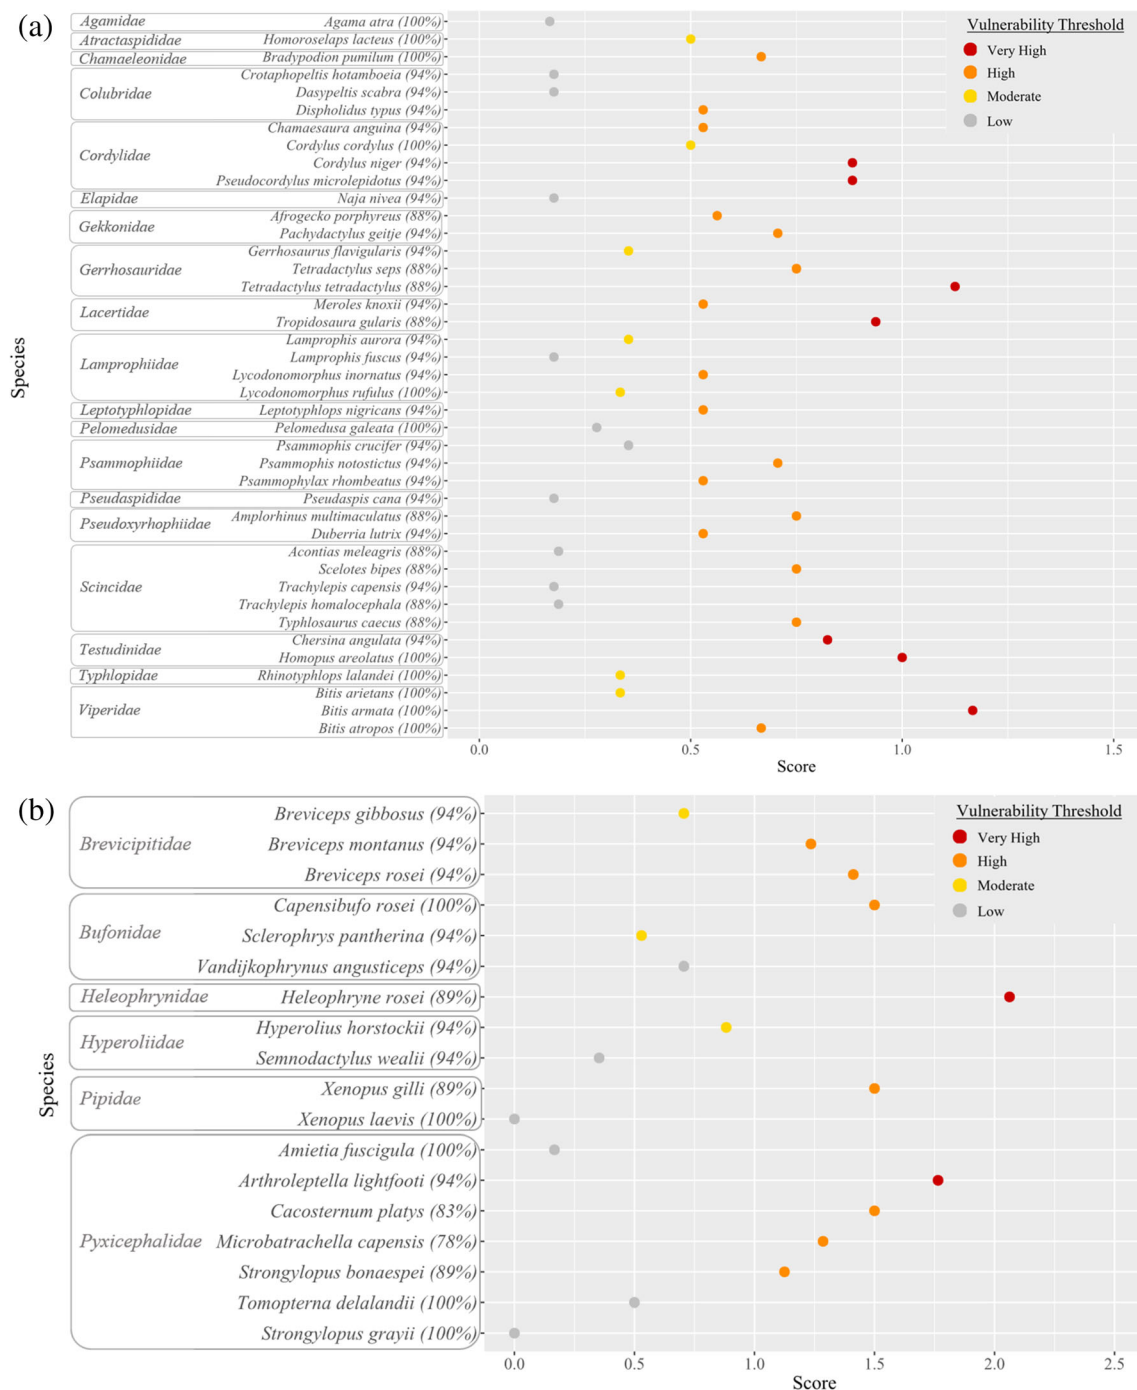 (a)
Vulnerability Threshold
Very High
High
Moderate
Low
Species
Agamidae Agama atra (100%)
Atractaspididae Homoroselaps lacteus (100%)
Chamaeleonidae Bradypodion pumilum (100%)
Crotaphopeltis hotamboeia (94%)
Colubridae Dasypeltis scabra (94%)
Dispholidus typus (94%)
Chamaesaura anguina (94%)
Cordylus cordylus (100%)
Cordylidae Cordylus niger (94%)
Pseudocordylus microlepidotus (94%)
Elapidae Naja nivea (94%)
Afrogecko porphyreus (88%)
Gekkonidae Pachydactylus geitje (94%)
Gerrhosaurus flavigularis (94%)
Gerrhosauridae Tetradactylus seps (88%)
Tetradactylus tetradactylus (88%)
Meroles knoxii (94%)
Lacertidae Tropidosaura gularis (88%)
Lamprophis aurora (94%)
Lamprophis fuscus (94%)
Lamprophiidae Lycodonomorphus inornatus (94%)
Lycodonomorphus rufulus (100%)
Leptotyphlopidae Leptotyphlops nigricans (94%)
Pelomedusidae Pelomedusa galeata (100%)
Psammophis crucifer (94%)
Psammophiidae Psammophis notostictus (94%)
Psammophylax rhombeatus (94%)
Pseudaspididae Pseudaspis cana (94%)
Amplorhinus multimaculatus (88%)
Pseudoxyrhophiidae Duberria lutrix (94%)
Acontias meleagris (88%)
Scelotes bipes (88%)
Scincidae Trachylepis capensis (94%)
Trachylepis homalocephala (88%)
Typhlosaurus caecus (88%)
Chersina angulata (94%)
Testudinidae Homopus areolatus (100%)
Typhlopidae Rhinotyphlops lalandei (100%)
Bitis arietans (100%)
Viperidae Bitis armata (100%)
Bitis atropos (100%)
0.0 0.5 1.0 1.5
Score
(b)
Vulnerability Threshold
Very High
High
Moderate
Low
Species
Breviceps gibbosus (94%)
Brevicipitidae Breviceps montanus (94%)
Breviceps rosei (94%)
Capensibufo rosei (100%)
Bufonidae Sclerophrys pantherina (94%)
Vandijkophrynus angusticeps (94%)
Heleophrynidae Heleophryne rosei (89%)
Hyperolius horstockii (94%)
Hyperoliidae Semnodactylus wealii (94%)
Xenopus gilli (89%)
Pipidae Xenopus laevis (100%)
Amietia fuscigula (100%)
Arthroleptella lightfooti (94%)
Cacosternum platys (83%)
Pyxicephalidae Microbatrachella capensis (78%)
Strongylopus bonaespei (89%)
Tomopterna delalandii (100%)
Strongylopus grayii (100%)
0.0 0.5 1.0 1.5 2.0 2.5
Score